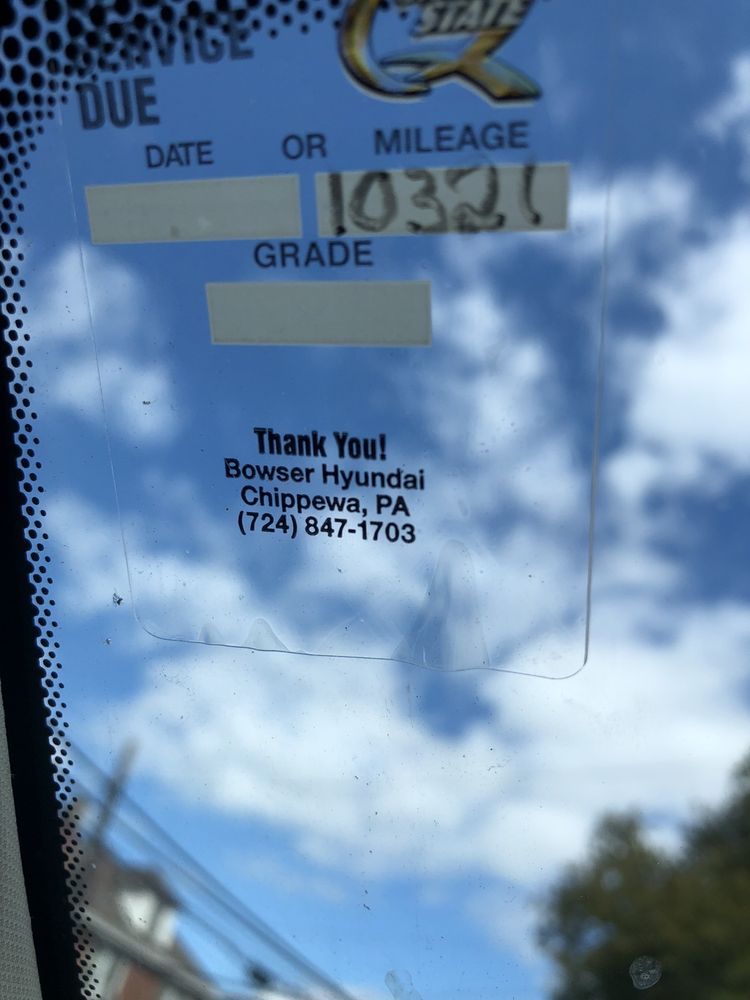 STATE
SERVICE
DUE
DATE OR MILEAGE
10321
GRADE
Thank You!
Bowser Hyundai
Chippewa, PA
(724) 847-1703